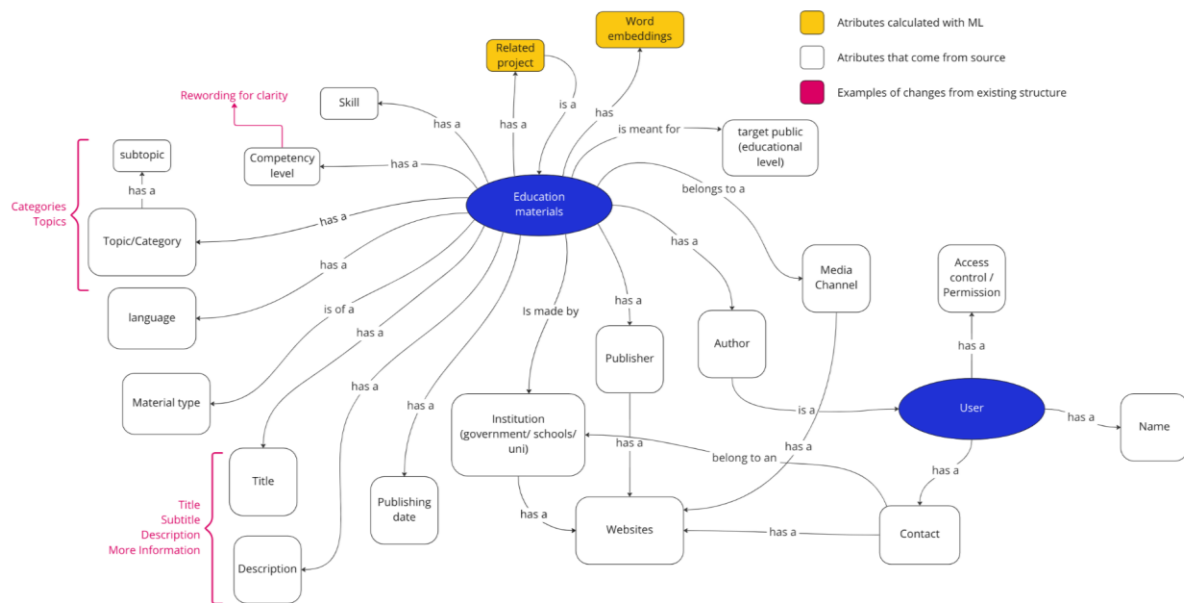 Word
embeddings
Atributes calculated with ML
Related
project
Atributes that come from source
Rewording for clarity
Skill
is a
Examples of changes from existing structure
has a
has a
has
is meant for
target public
(educational
level)
subtopic
Competency
level
has a
has a
belongs to a
Education
materials
Categories
Topics
has a
Topic/Category
has a
Media
Channel
Access
control /
Permission
has a
language
is of a
Is made by
has a
has a
Author
has a
Publisher
Material type
has a
has a
is a
User
has a
Name
Institution
(government/ schools/
uni)
has a
has a
belong to an
has a
Title
Title
Subtitle
Description
More Information
Publishing
date
has a
Websites
has a
Contact
Description